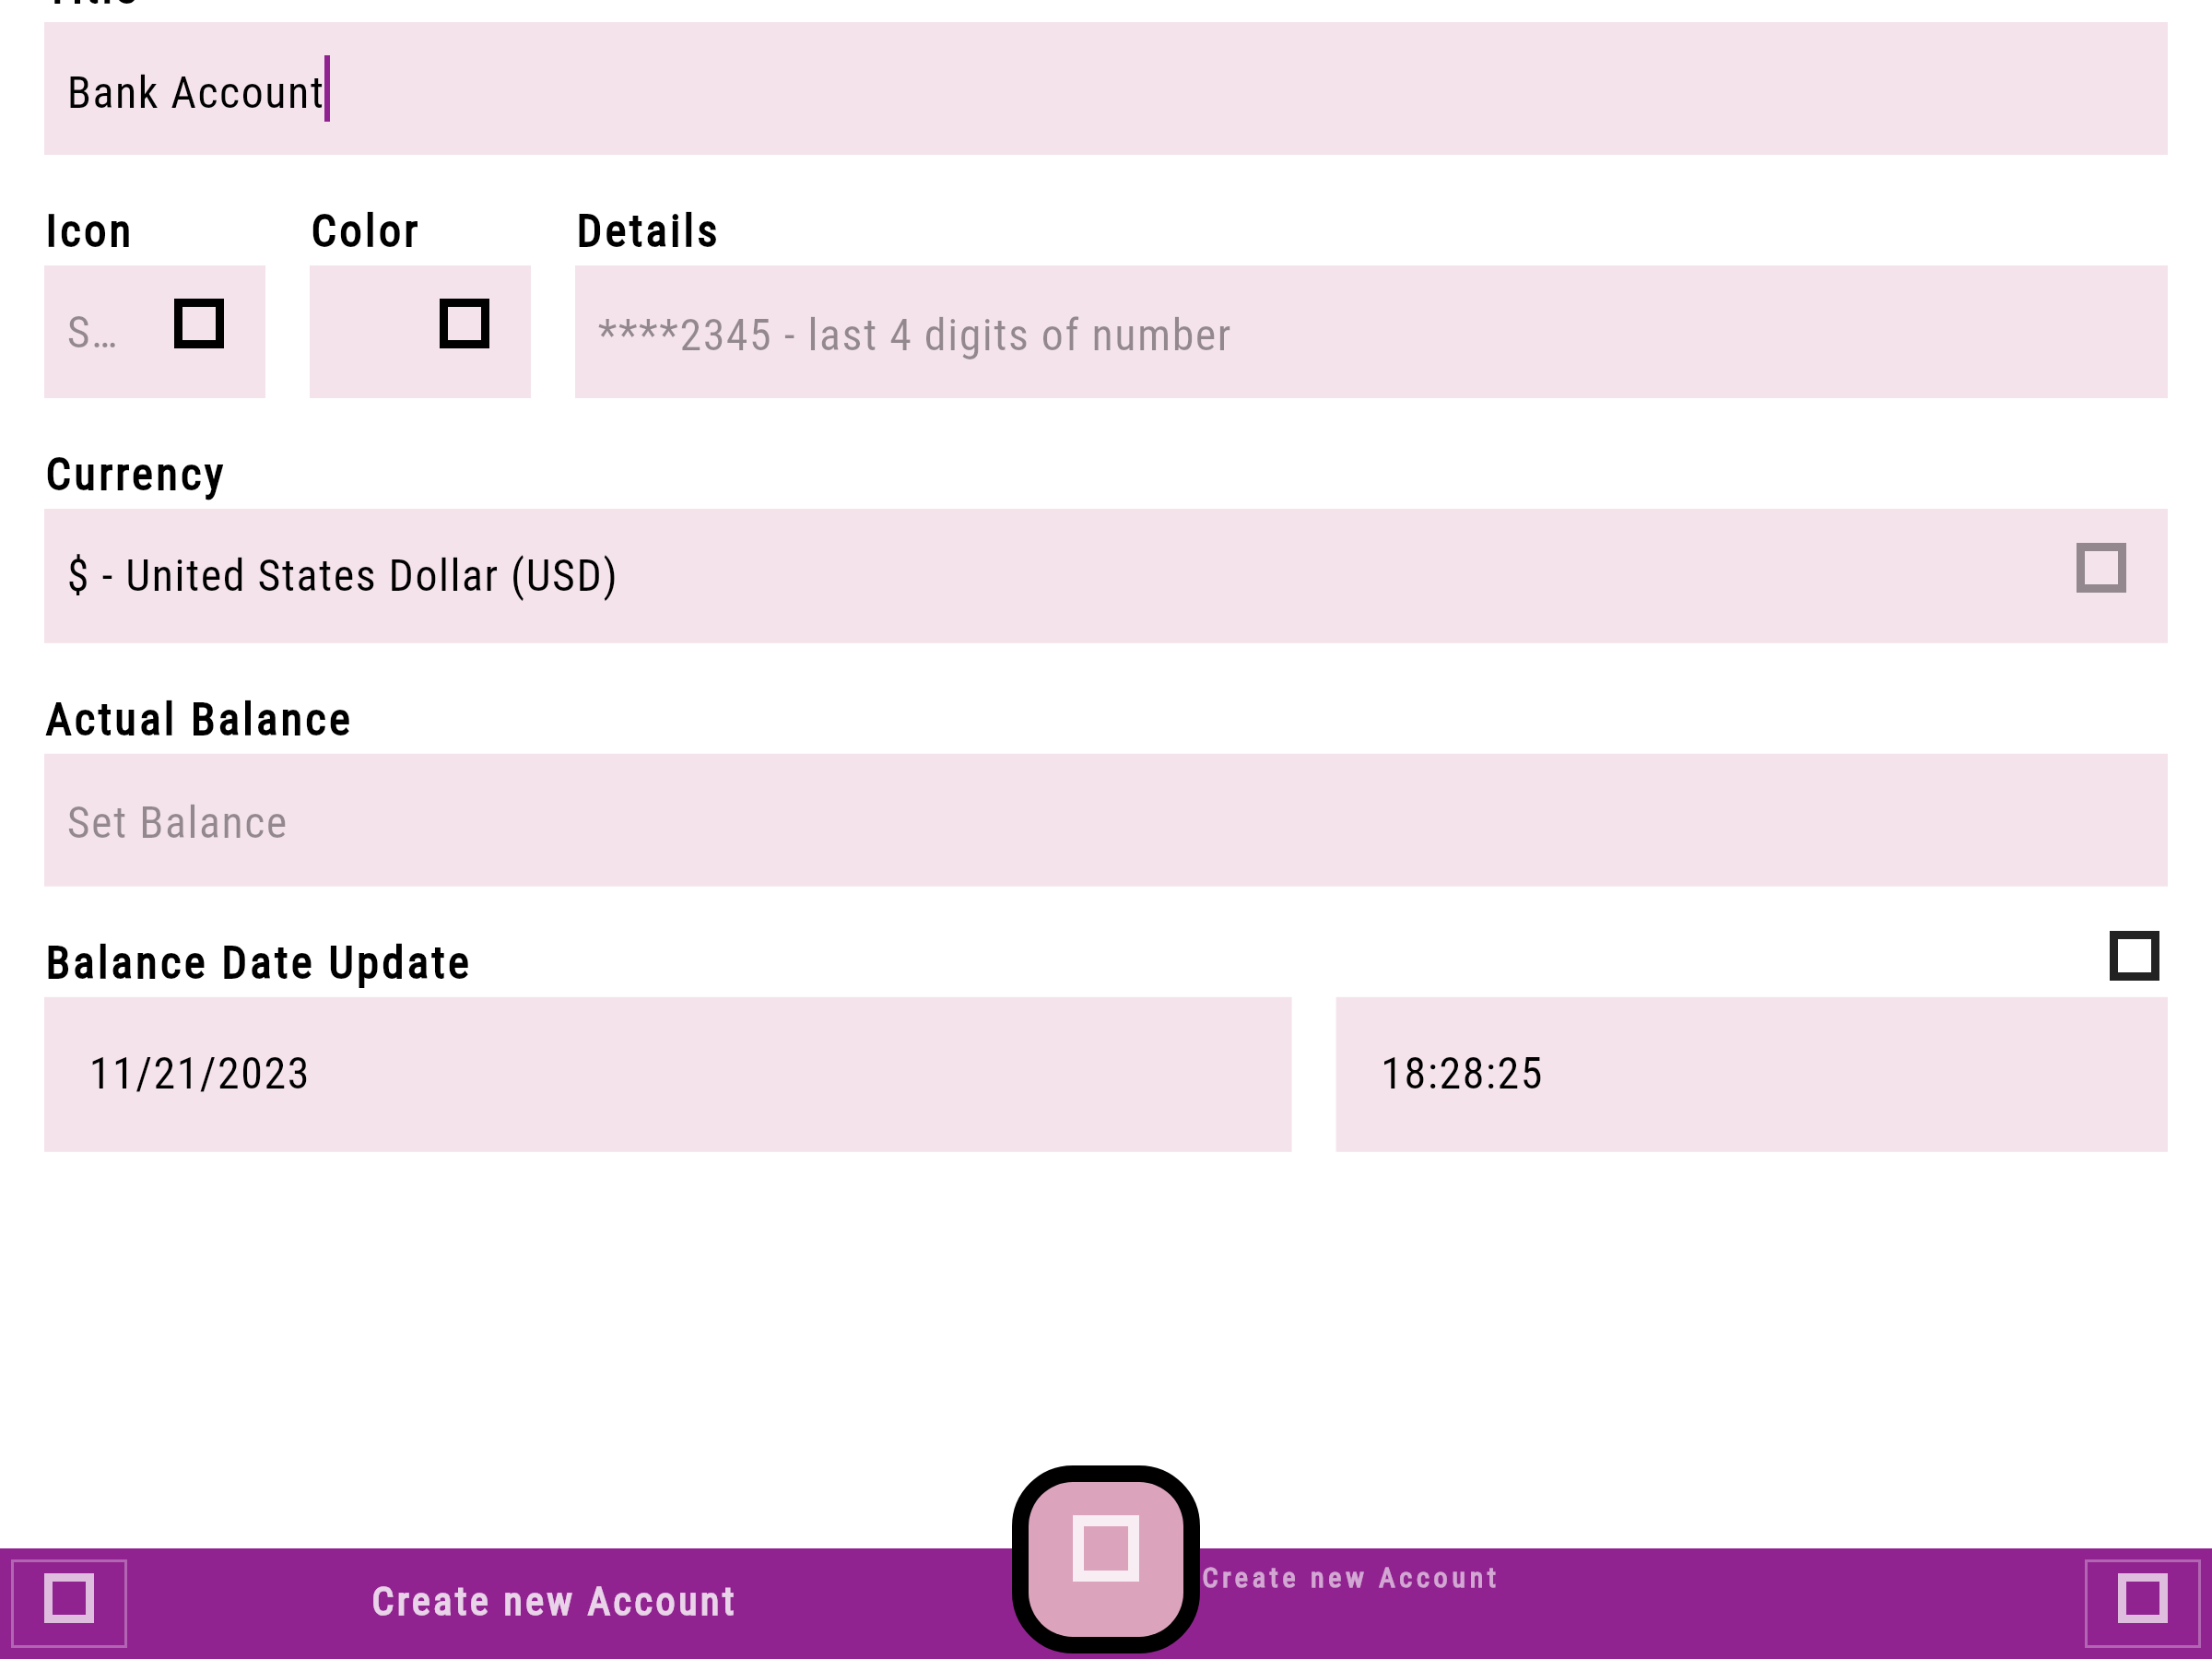 Bank Account
Icon Color Details
S… ****2345 - last 4 digits of number
Currency
$ - United States Dollar (USD)
Actual Balance
Set Balance
Balance Date Update
11/21/2023 18:28:25
Create new Account Create new Account